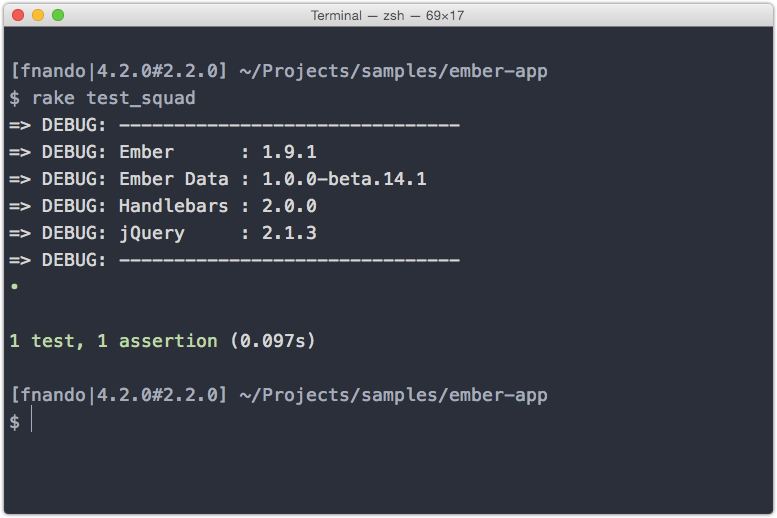 Terminal — zsh — 69×17
[fnando|4.2.0#2.2.0] ~/Projects/samples/ember-app
$ rake test_squad
=> DEBUG: -------------------------------
=> DEBUG: Ember      : 1.9.1
=> DEBUG: Ember Data : 1.0.0-beta.14.1
=> DEBUG: Handlebars : 2.0.0
=> DEBUG: jQuery     : 2.1.3
=> DEBUG: -------------------------------
•
1 test, 1 assertion (0.097s)
[fnando|4.2.0#2.2.0] ~/Projects/samples/ember-app
$